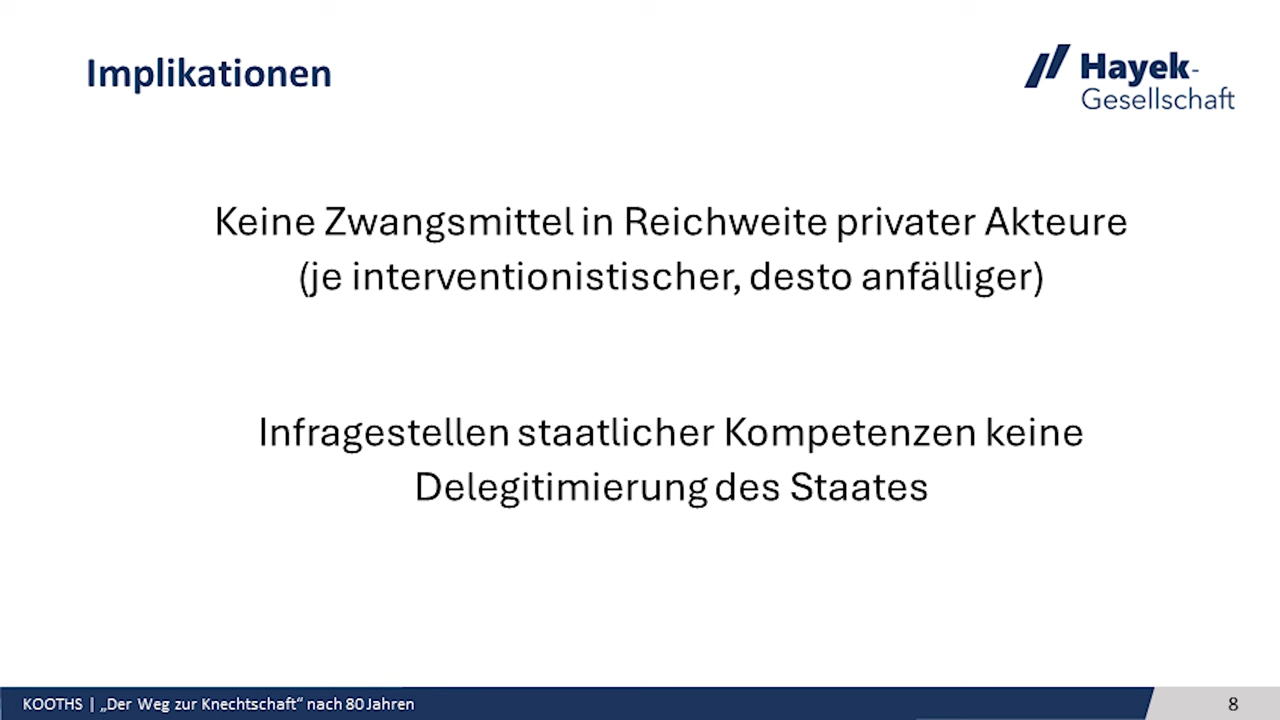 Implikationen
Hayek-
Gesellschaft
Keine Zwangsmittel in Reichweite privater Akteure
(je interventionistischer, desto anfälliger)
Infragestellen staatlicher Kompetenzen keine
Delegitimierung des Staates
KOOTHS | „Der Weg zur Knechtschaft“ nach 80 Jahren
8